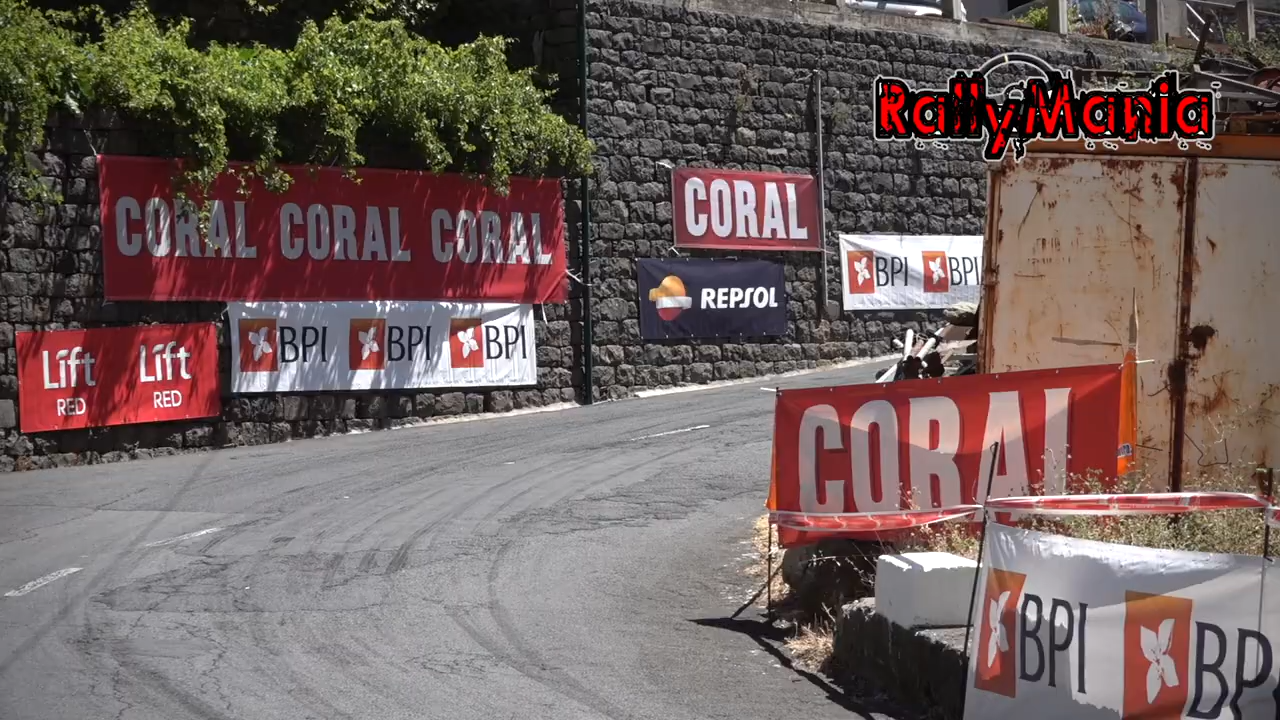 RallyMania
CORAL CORAL CORAL
CORAL
BPI BPI
REPSOL
BPI BPI BPI
Lift Lift
RED RED
CORAL
BPI BP